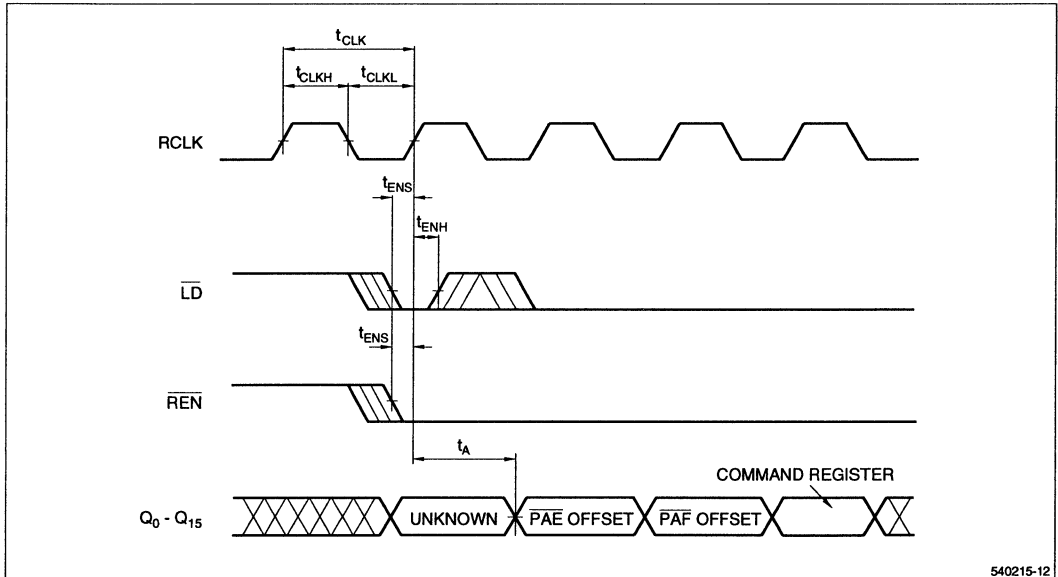 tCLK
tCLKH tCLKL
RCLK
tENS
tENH
LD
tENS
REN
tA
COMMAND REGISTER
Q0 - Q15 UNKNOWN PAE OFFSET PAF OFFSET
540215-12